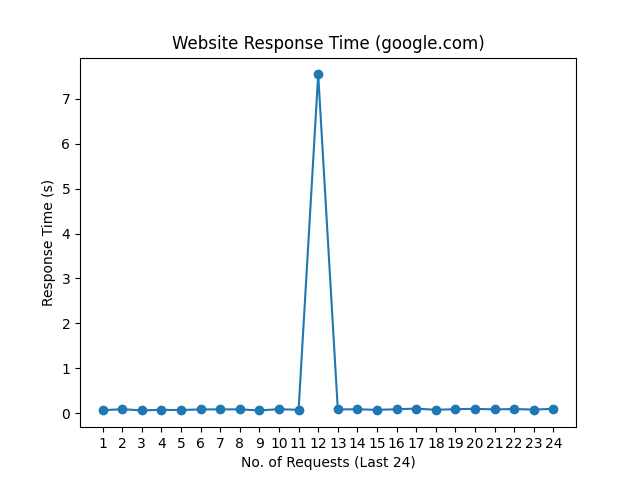 Website Response Time (google.com)
7
6
5
4
3
2
1
0
Response Time (s)
1 2 3 4 5 6 7 8 9 10 11 12 13 14 15 16 17 18 19 20 21 22 23 24
No. of Requests (Last 24)